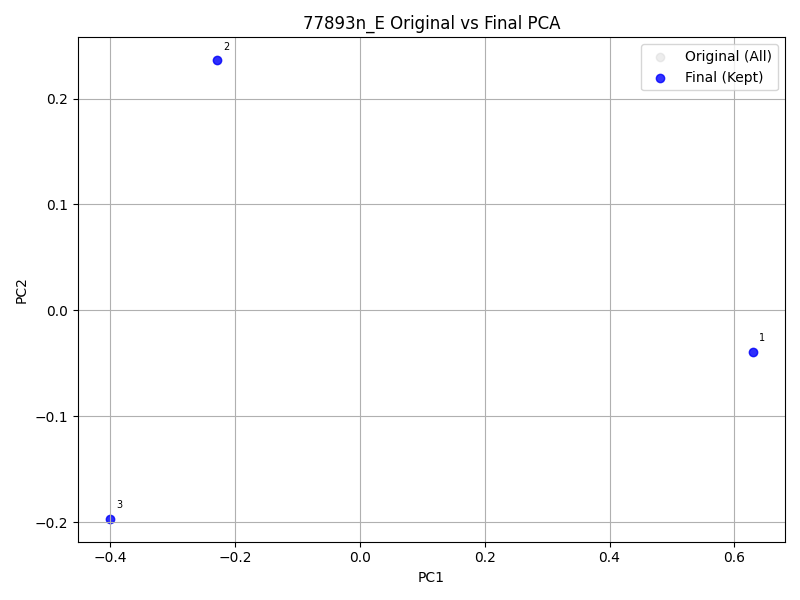 77893n_E Original vs Final PCA
Original (All)
Final (Kept)
2
1
3
0.2
0.1
0.0
−0.1
−0.2
PC2
−0.4
−0.2
0.0
0.2
0.4
0.6
PC1